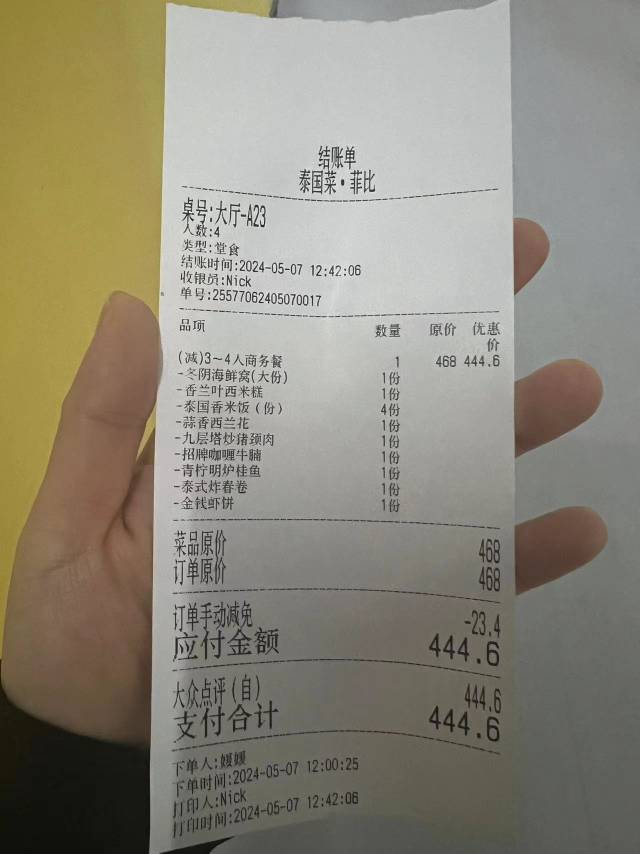 结账单
泰国菜·菲比
桌号:大厅-A23
人数:4
类型:堂食
结账时间:2024-05-07 12:42:06
收银员:Nick
单号:25577062405070017
品项 数量 原价 优惠价
(减)3~4人商务餐 1 468 444.6
-冬阴海鲜窝(大份) 1份
-香兰叶西米糕 1份
-泰国香米饭(份) 4份
-蒜香西兰花 1份
-九层塔炒猪颈肉 1份
-招牌咖喱牛腩 1份
-青柠明炉桂鱼 1份
-泰式炸春卷 1份
-金钱虾饼 1份
菜品原价 468
订单原价 468
订单手动减免 -23.4
应付金额 444.6
大众点评(自) 444.6
支付合计 444.6
下单人:媛媛
下单时间:2024-05-07 12:00:25
打印人:Nick
打印时间:2024-05-07 12:42:06